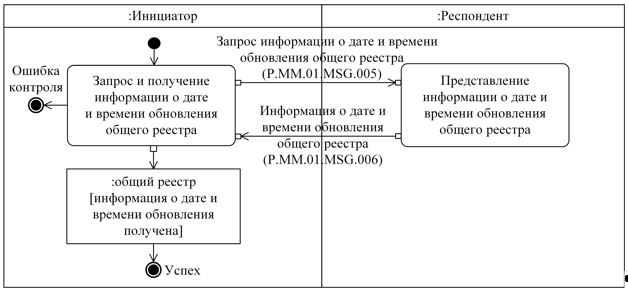 :Инициатор
:Респондент
Запрос информации о дате и времени
обновления общего реестра
(P.MM.01.MSG.005)
Ошибка
контроля
Запрос и получение
информации о дате
и времени обновления
общего реестра
Представление
информации о дате и
времени обновления
общего реестра
Информация о дате и
времени обновления
общего реестра
(P.MM.01.MSG.006)
:общий реестр
[информация о дате и
времени обновления
получена]
Успех